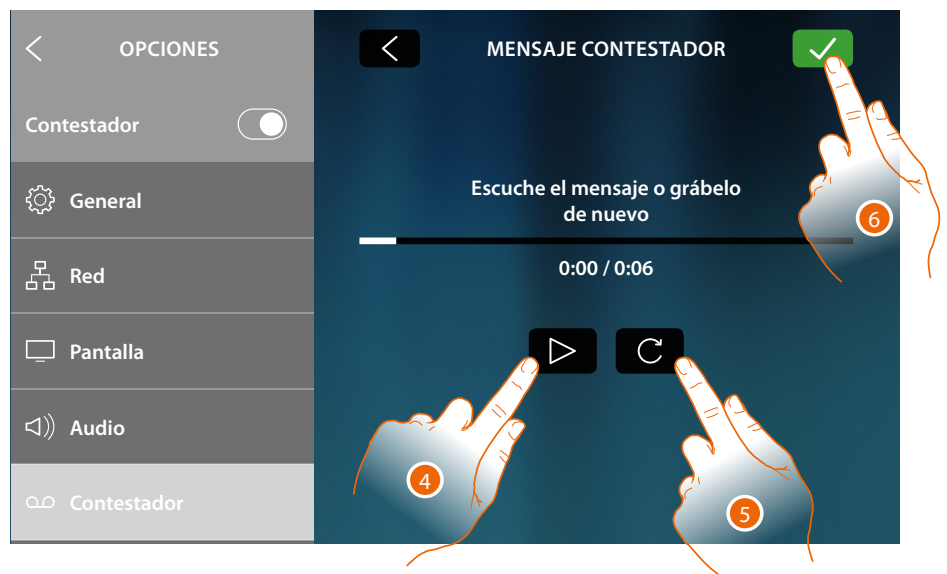 OPCIONES
Contestador
General
Red
Pantalla
Audio
Contestador
MENSAJE CONTESTADOR
Escuche el mensaje o grábelo
de nuevo
0:00 / 0:06
4
5
6